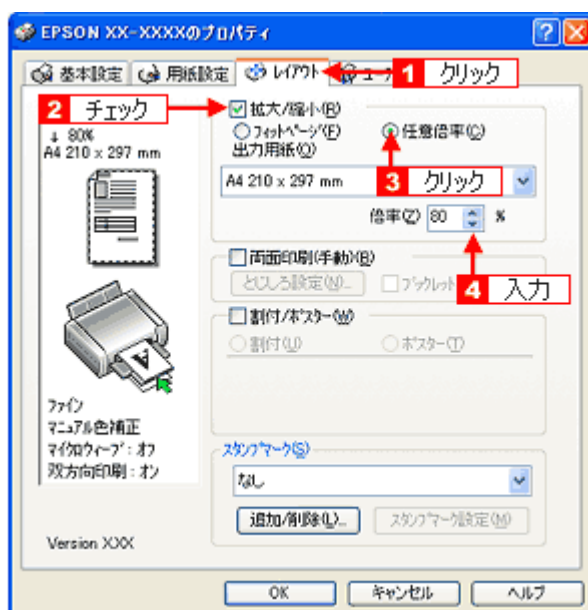 EPSON XX-XXXXのプロパティ
基本設定 用紙設定 レイアウト ユー
1 クリック
2 チェック
拡大/縮小(R)
↓ 80%
A4 210 x 297 mm
フィットページ(F) 任意倍率(C)
出力用紙(O)
A4 210 x 297 mm
3 クリック
倍率(Z) 80 %
両面印刷(手動)(B)
とじしろ設定(N)... ブックレット
4 入力
割付/ポスター(W)
割付(U) ポスター(T)
ファイン
マニュアル色補正
マイクロウィーブ : オフ
双方向印刷 : オン
スタンプマーク(S)
なし
追加/削除(L)... スタンプマーク設定(M)
Version XXX
OK キャンセル ヘルプ